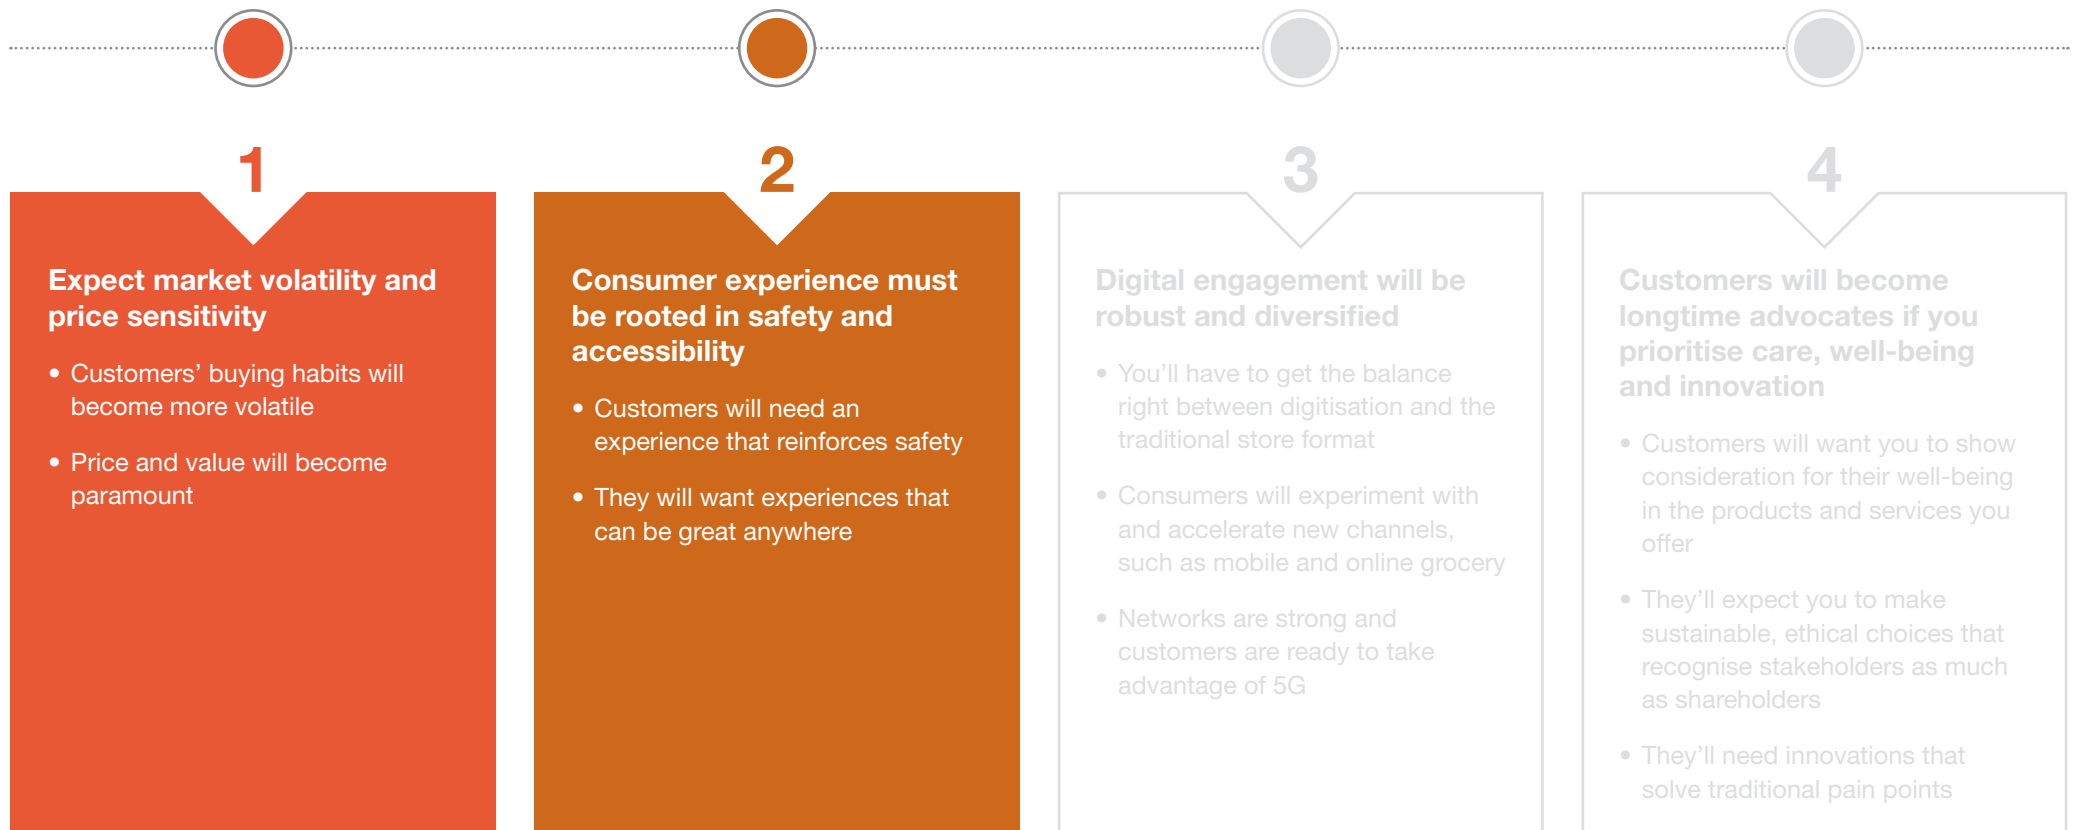 1
Expect market volatility and
price sensitivity
• Customers’ buying habits will
become more volatile
• Price and value will become
paramount
2
Consumer experience must
be rooted in safety and
accessibility
• Customers will need an
experience that reinforces safety
• They will want experiences that
can be great anywhere
3
Digital engagement will be
robust and diversified
• You’ll have to get the balance
right between digitisation and the
traditional store format
• Consumers will experiment with
and accelerate new channels,
such as mobile and online grocery
• Networks are strong and
customers are ready to take
advantage of 5G
4
Customers will become
longtime advocates if you
prioritise care, well-being
and innovation
• Customers will want you to show
consideration for their well-being
in the products and services you
offer
• They’ll expect you to make
sustainable, ethical choices that
recognise stakeholders as much
as shareholders
• They’ll need innovations that
solve traditional pain points